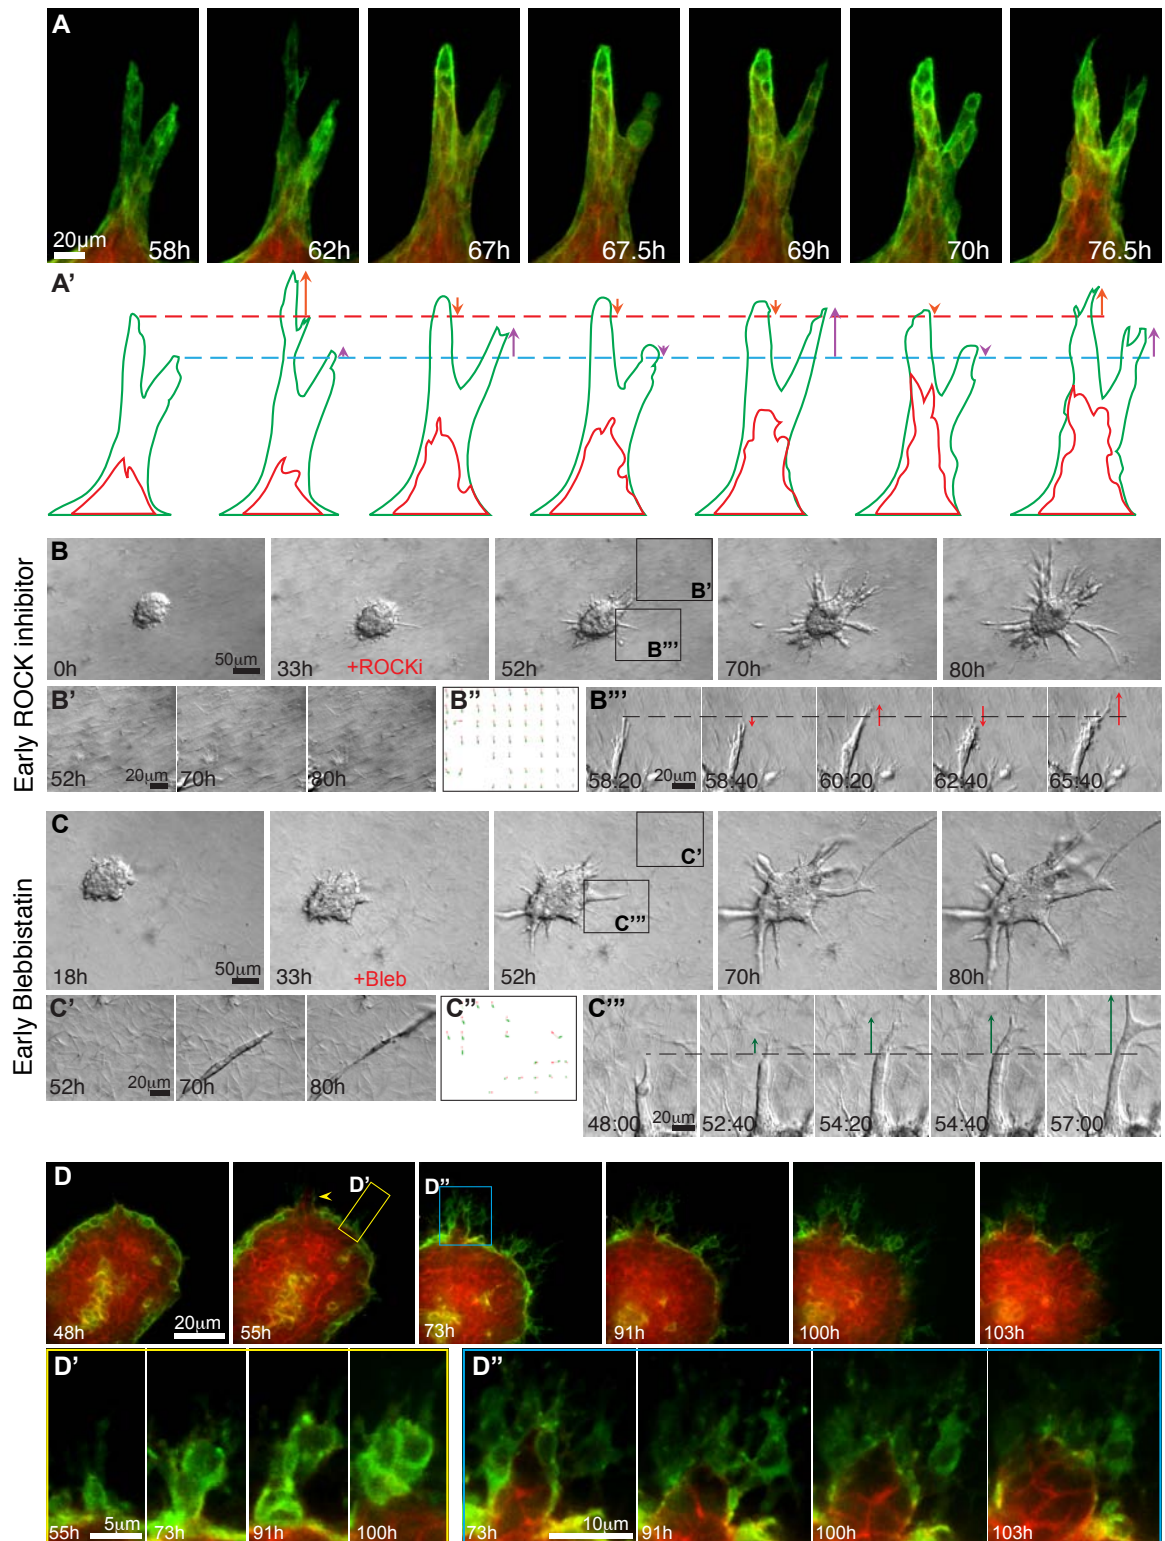 A
20µm
58h
62h
67h
67.5h
69h
70h
76.5h
A'
Early ROCK inhibitor
B
0h
50µm
33h
+ROCKi
52h
B'
B'''
70h
80h
B'
52h
20µm
70h
80h
B''
B'''
58:20
20µm
58:40
60:20
62:40
65:40
Early Blebbistatin
C
18h
50µm
33h
+Bleb
52h
C'
C'''
70h
80h
C'
52h
20µm
70h
80h
C''
C'''
48:00
20µm
52:40
54:20
54:40
57:00
D
48h
20µm
D'
55h
D''
73h
91h
100h
103h
D'
55h
5µm
73h
91h
100h
D''
73h
10µm
91h
100h
103h